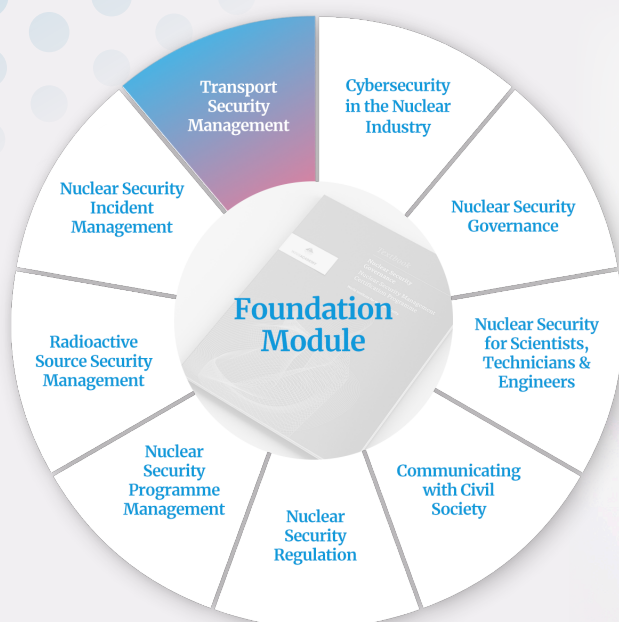 Transport
Security
Management
Cybersecurity
in the Nuclear
Industry
Nuclear Security
Governance
Nuclear Security
for Scientists,
Technicians &
Engineers
Communicating
with Civil
Society
Nuclear
Security
Regulation
Nuclear
Security
Programme
Management
Radioactive
Source Security
Management
Nuclear Security
Incident
Management
Foundation
Module